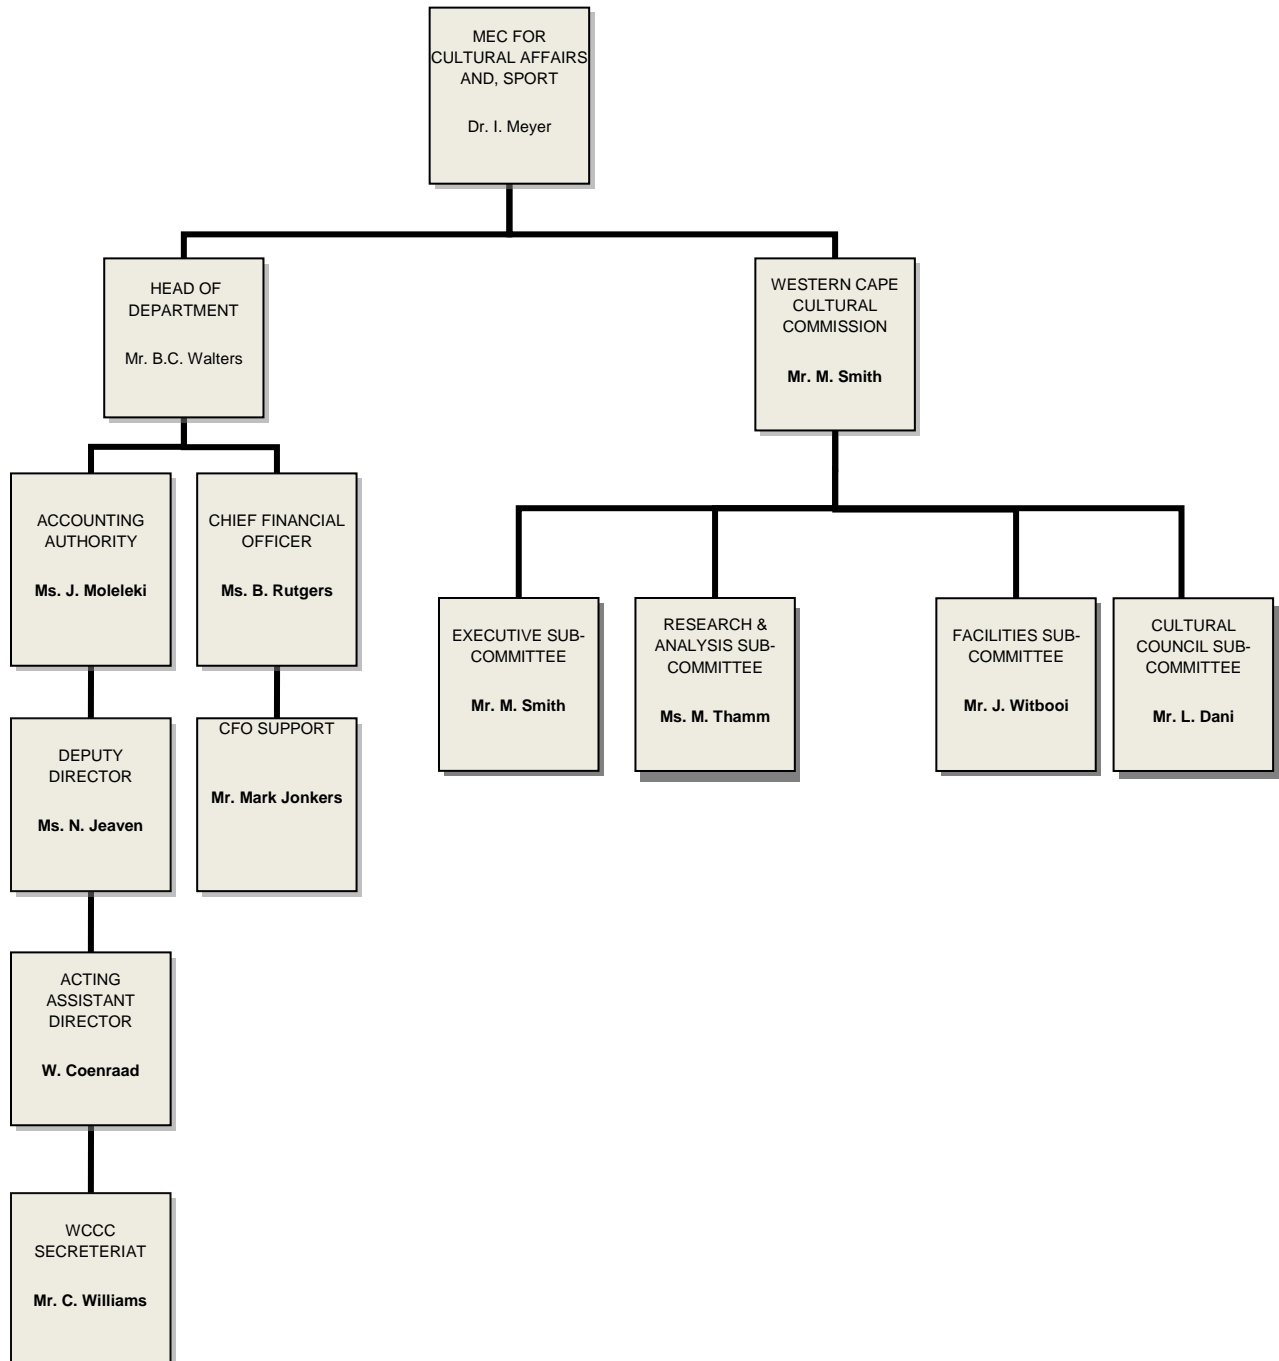 MEC FOR
CULTURAL AFFAIRS
AND, SPORT
Dr. I. Meyer
HEAD OF
DEPARTMENT
Mr. B.C. Walters
WESTERN CAPE
CULTURAL
COMMISSION
Mr. M. Smith
ACCOUNTING
AUTHORITY
Ms. J. Moleleki
CHIEF FINANCIAL
OFFICER
Ms. B. Rutgers
EXECUTIVE SUB-
COMMITTEE
Mr. M. Smith
RESEARCH &
ANALYSIS SUB-
COMMITTEE
Ms. M. Thamm
FACILITIES SUB-
COMMITTEE
Mr. J. Witbooi
CULTURAL
COUNCIL SUB-
COMMITTEE
Mr. L. Dani
DEPUTY
DIRECTOR
Ms. N. Jeaven
CFO SUPPORT
Mr. Mark Jonkers
ACTING
ASSISTANT
DIRECTOR
W. Coenraad
WCCC
SECRETERIAT
Mr. C. Williams